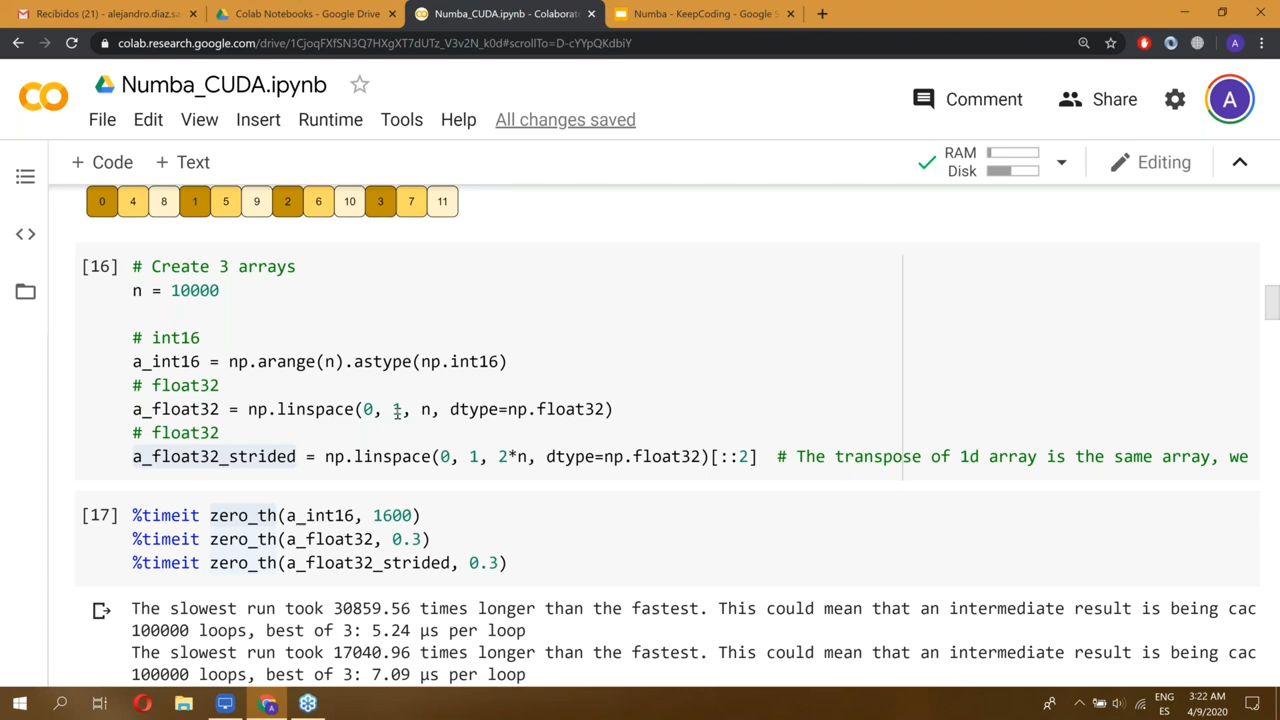 Recibidos (21) - alejandro.diaz.sa
Colab Notebooks - Google Drive
Numba_CUDA.ipynb - Colaborat
Numba - KeepCoding - Google S
colab.research.google.com/drive/1CjoqFXfSN3Q7HXgXT7dUTz_V3v2N_k0d#scrollTo=D-cYYpQKdbiY
A
Numba_CUDA.ipynb
Comment
Share
A
File Edit View Insert Runtime Tools Help All changes saved
+ Code + Text
RAM
Disk
Editing
0 4 8 1 5 9 2 6 10 3 7 11
[16] # Create 3 arrays
n = 10000
# int16
a_int16 = np.arange(n).astype(np.int16)
# float32
a_float32 = np.linspace(0, 1, n, dtype=np.float32)
# float32
a_float32_strided = np.linspace(0, 1, 2*n, dtype=np.float32)[::2] # The transpose of 1d array is the same array, we
[17] %timeit zero_th(a_int16, 1600)
%timeit zero_th(a_float32, 0.3)
%timeit zero_th(a_float32_strided, 0.3)
The slowest run took 30859.56 times longer than the fastest. This could mean that an intermediate result is being cac
100000 loops, best of 3: 5.24 µs per loop
The slowest run took 17040.96 times longer than the fastest. This could mean that an intermediate result is being cac
100000 loops, best of 3: 7.09 µs per loop
ENG
ES
3:22 AM
4/9/2020